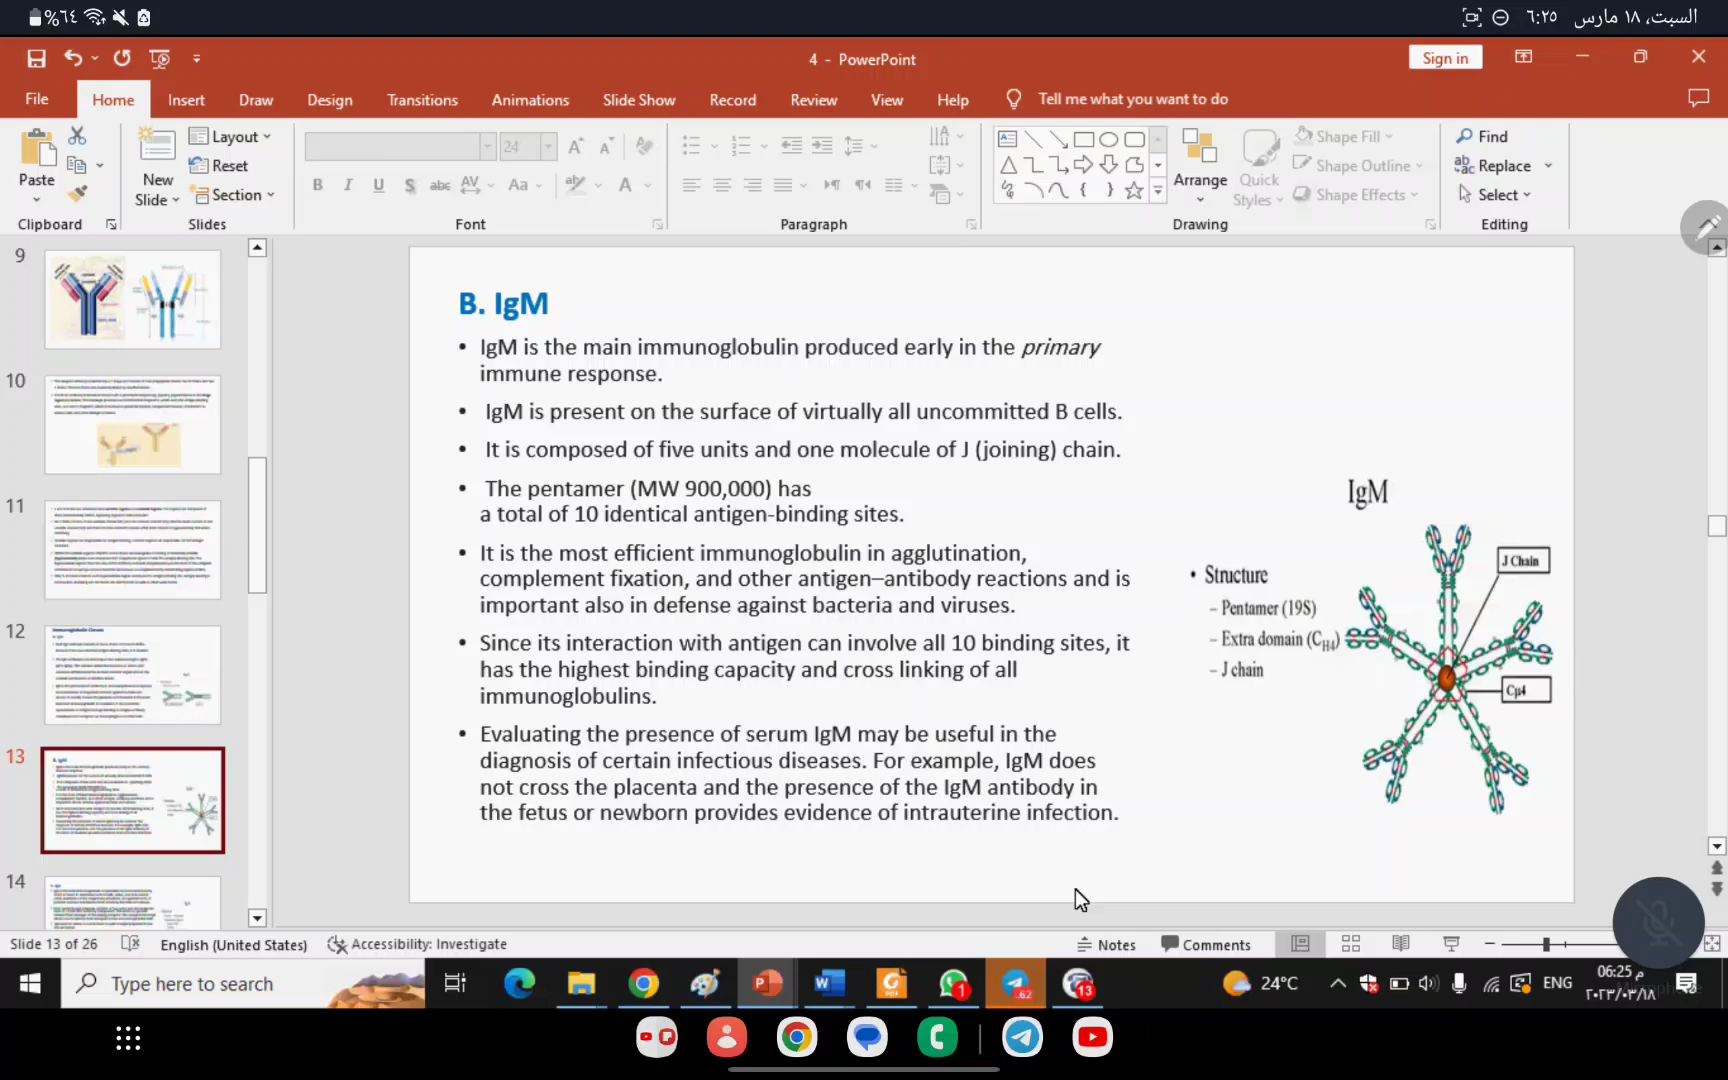 ٦٤%
السبت، ١٨ مارس ٦:٢٥
4 - PowerPoint
Sign in
File Home Insert Draw Design Transitions Animations Slide Show Record Review View Help Tell me what you want to do
Paste
New Slide
Layout
Reset
Section
24
Arrange
Quick Styles
Shape Fill
Shape Outline
Shape Effects
Find
Replace
Select
Clipboard Slides Font Paragraph Drawing Editing
9
10
11
12
13
14
B. IgM
• IgM is the main immunoglobulin produced early in the primary
immune response.
• IgM is present on the surface of virtually all uncommitted B cells.
• It is composed of five units and one molecule of J (joining) chain.
• The pentamer (MW 900,000) has
a total of 10 identical antigen-binding sites.
• It is the most efficient immunoglobulin in agglutination,
complement fixation, and other antigen–antibody reactions and is
important also in defense against bacteria and viruses.
• Since its interaction with antigen can involve all 10 binding sites, it
has the highest binding capacity and cross linking of all
immunoglobulins.
• Evaluating the presence of serum IgM may be useful in the
diagnosis of certain infectious diseases. For example, IgM does
not cross the placenta and the presence of the IgM antibody in
the fetus or newborn provides evidence of intrauterine infection.
IgM
• Structure
– Pentamer (19S)
– Extra domain (CH4)
– J chain
J Chain
Cμ4
Slide 13 of 26 English (United States) Accessibility: Investigate Notes Comments
Type here to search
1
62
13
24°C
ENG
06:25 م
٢٠٢٣/٠٣/١٨